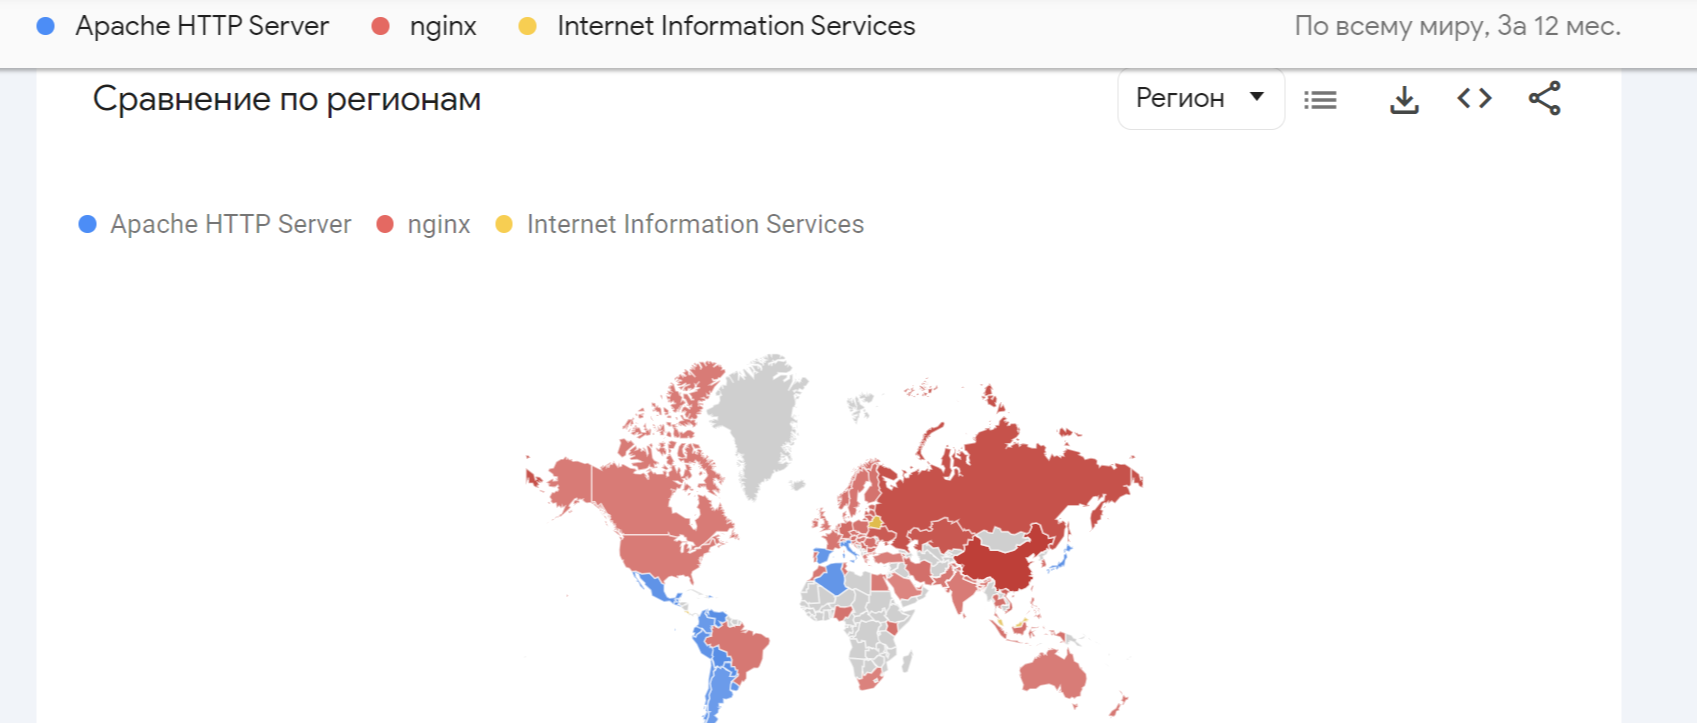 Apache HTTP Server nginx Internet Information Services По всему миру, За 12 мес.
Сравнение по регионам Регион
Apache HTTP Server nginx Internet Information Services